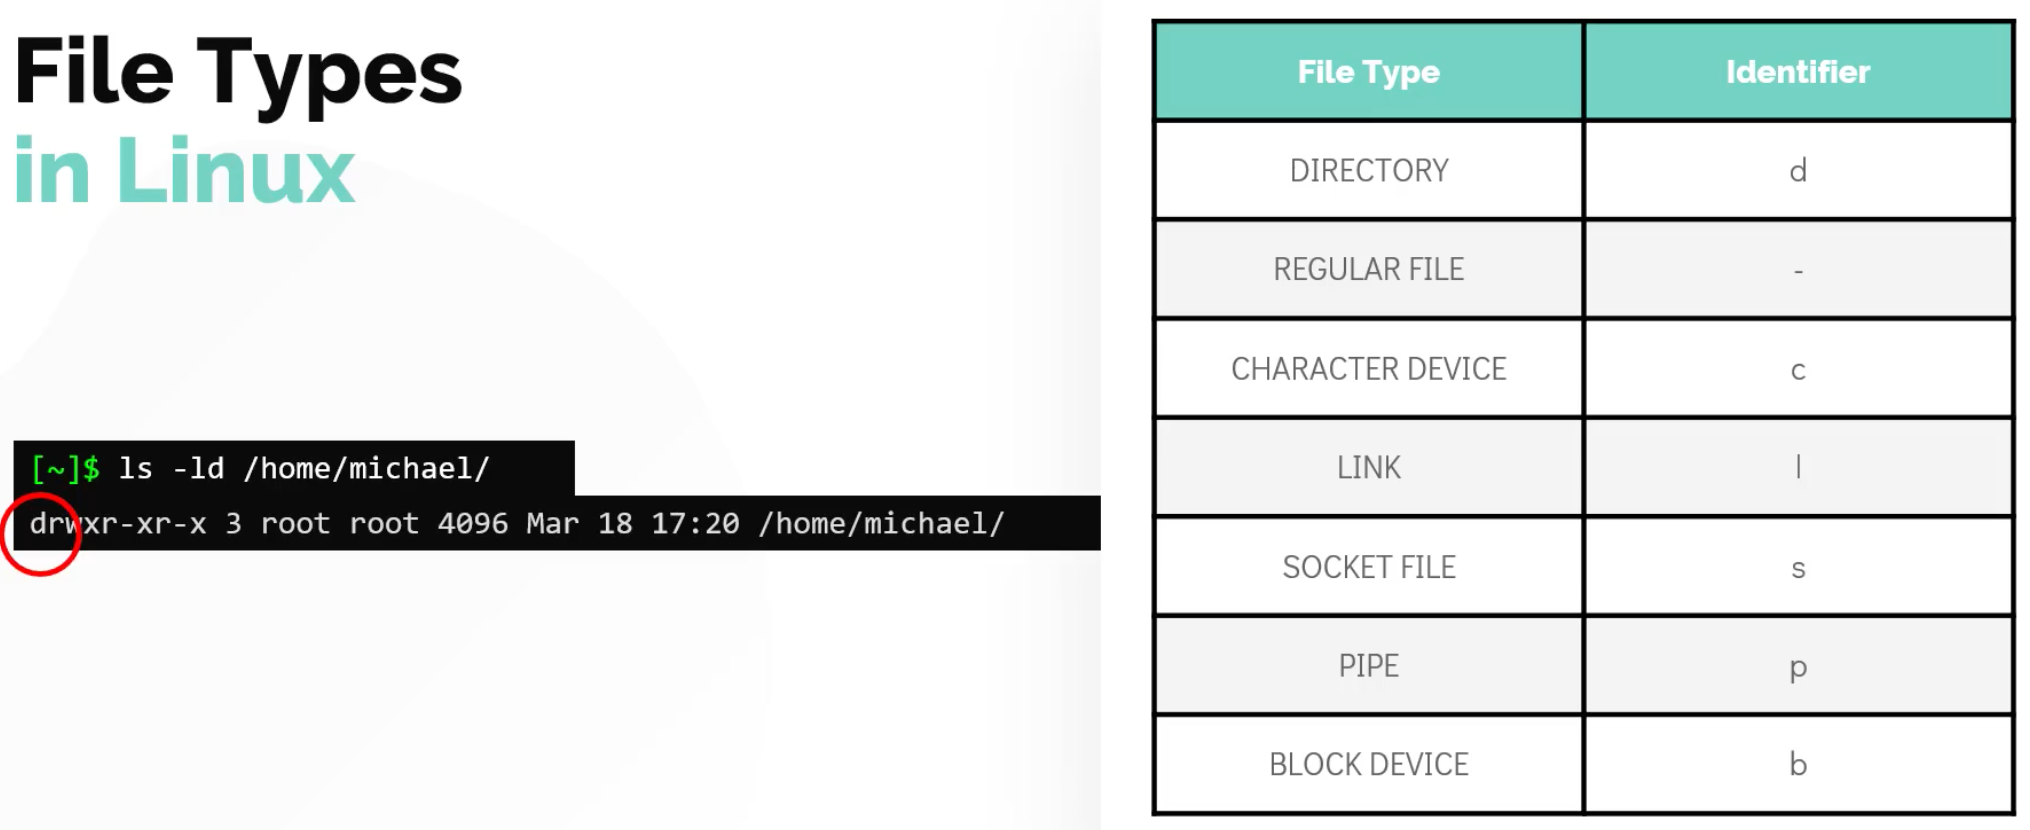 File Types
in Linux
[~]$ ls -ld /home/michael/
drwxr-xr-x 3 root root 4096 Mar 18 17:20 /home/michael/
File Type Identifier
DIRECTORY d
REGULAR FILE -
CHARACTER DEVICE c
LINK l
SOCKET FILE s
PIPE p
BLOCK DEVICE b